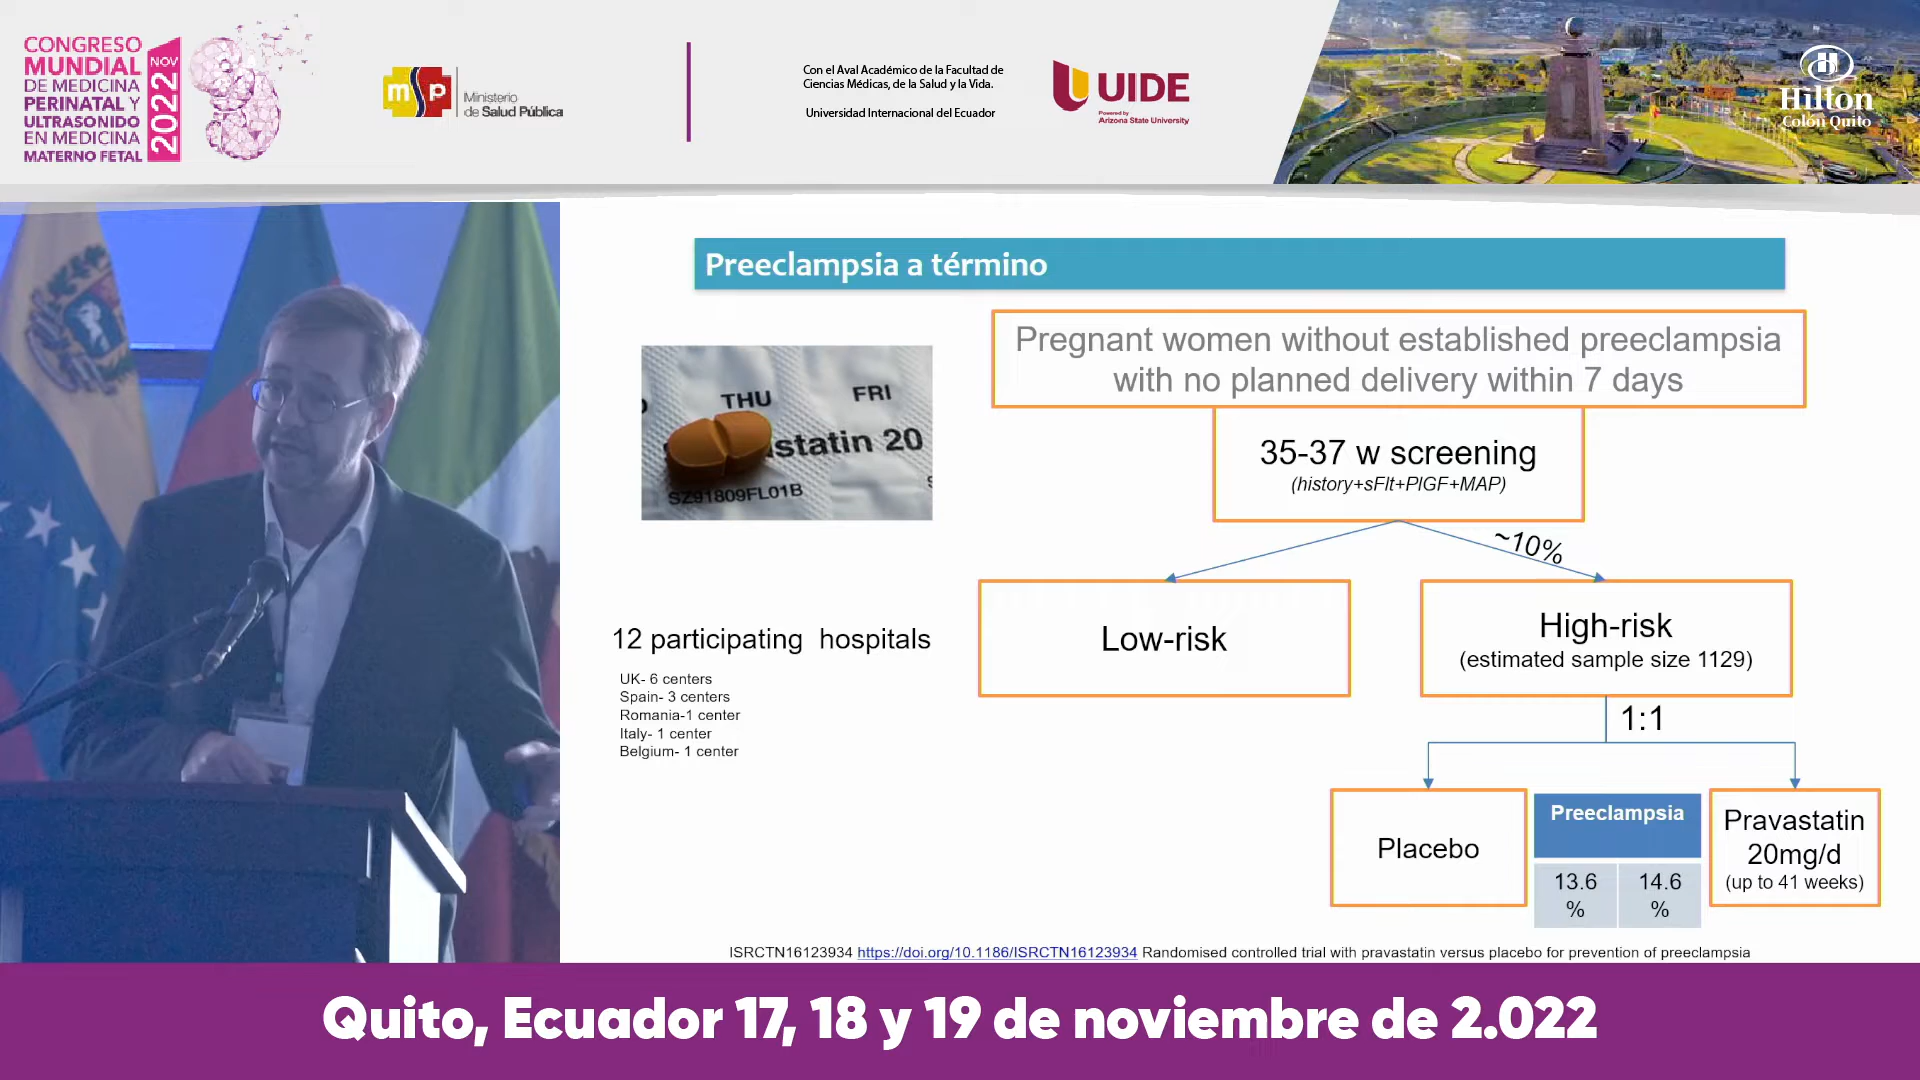 CONGRESO
MUNDIAL
DE MEDICINA
PERINATAL Y
ULTRASONIDO
EN MEDICINA
MATERNO FETAL
NOV
2022
msp
Ministerio
de Salud Pública
Con el Aval Académico de la Facultad de
Ciencias Médicas, de la Salud y la Vida.
Universidad Internacional del Ecuador
UIDE
Powered by
Arizona State University
Hilton
Colón Quito
Preeclampsia a término
THU
FRI
statin 20
SZ91809FL01B
Pregnant women without established preeclampsia
with no planned delivery within 7 days
35-37 w screening
(history+sFlt+PlGF+MAP)
~10%
Low-risk
High-risk
(estimated sample size 1129)
12 participating hospitals
UK- 6 centers
Spain- 3 centers
Romania-1 center
Italy- 1 center
Belgium- 1 center
1:1
Placebo
Preeclampsia
13.6
%
14.6
%
Pravastatin
20mg/d
(up to 41 weeks)
ISRCTN16123934 https://doi.org/10.1186/ISRCTN16123934 Randomised controlled trial with pravastatin versus placebo for prevention of preeclampsia
Quito, Ecuador 17, 18 y 19 de noviembre de 2.022